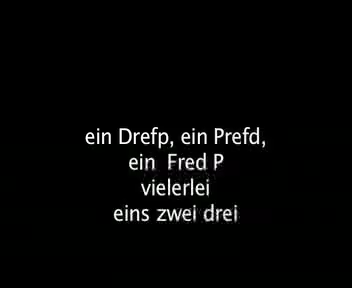 ein Drefp, ein Prefd,
ein Fred P
vielerlei
eins zwei drei